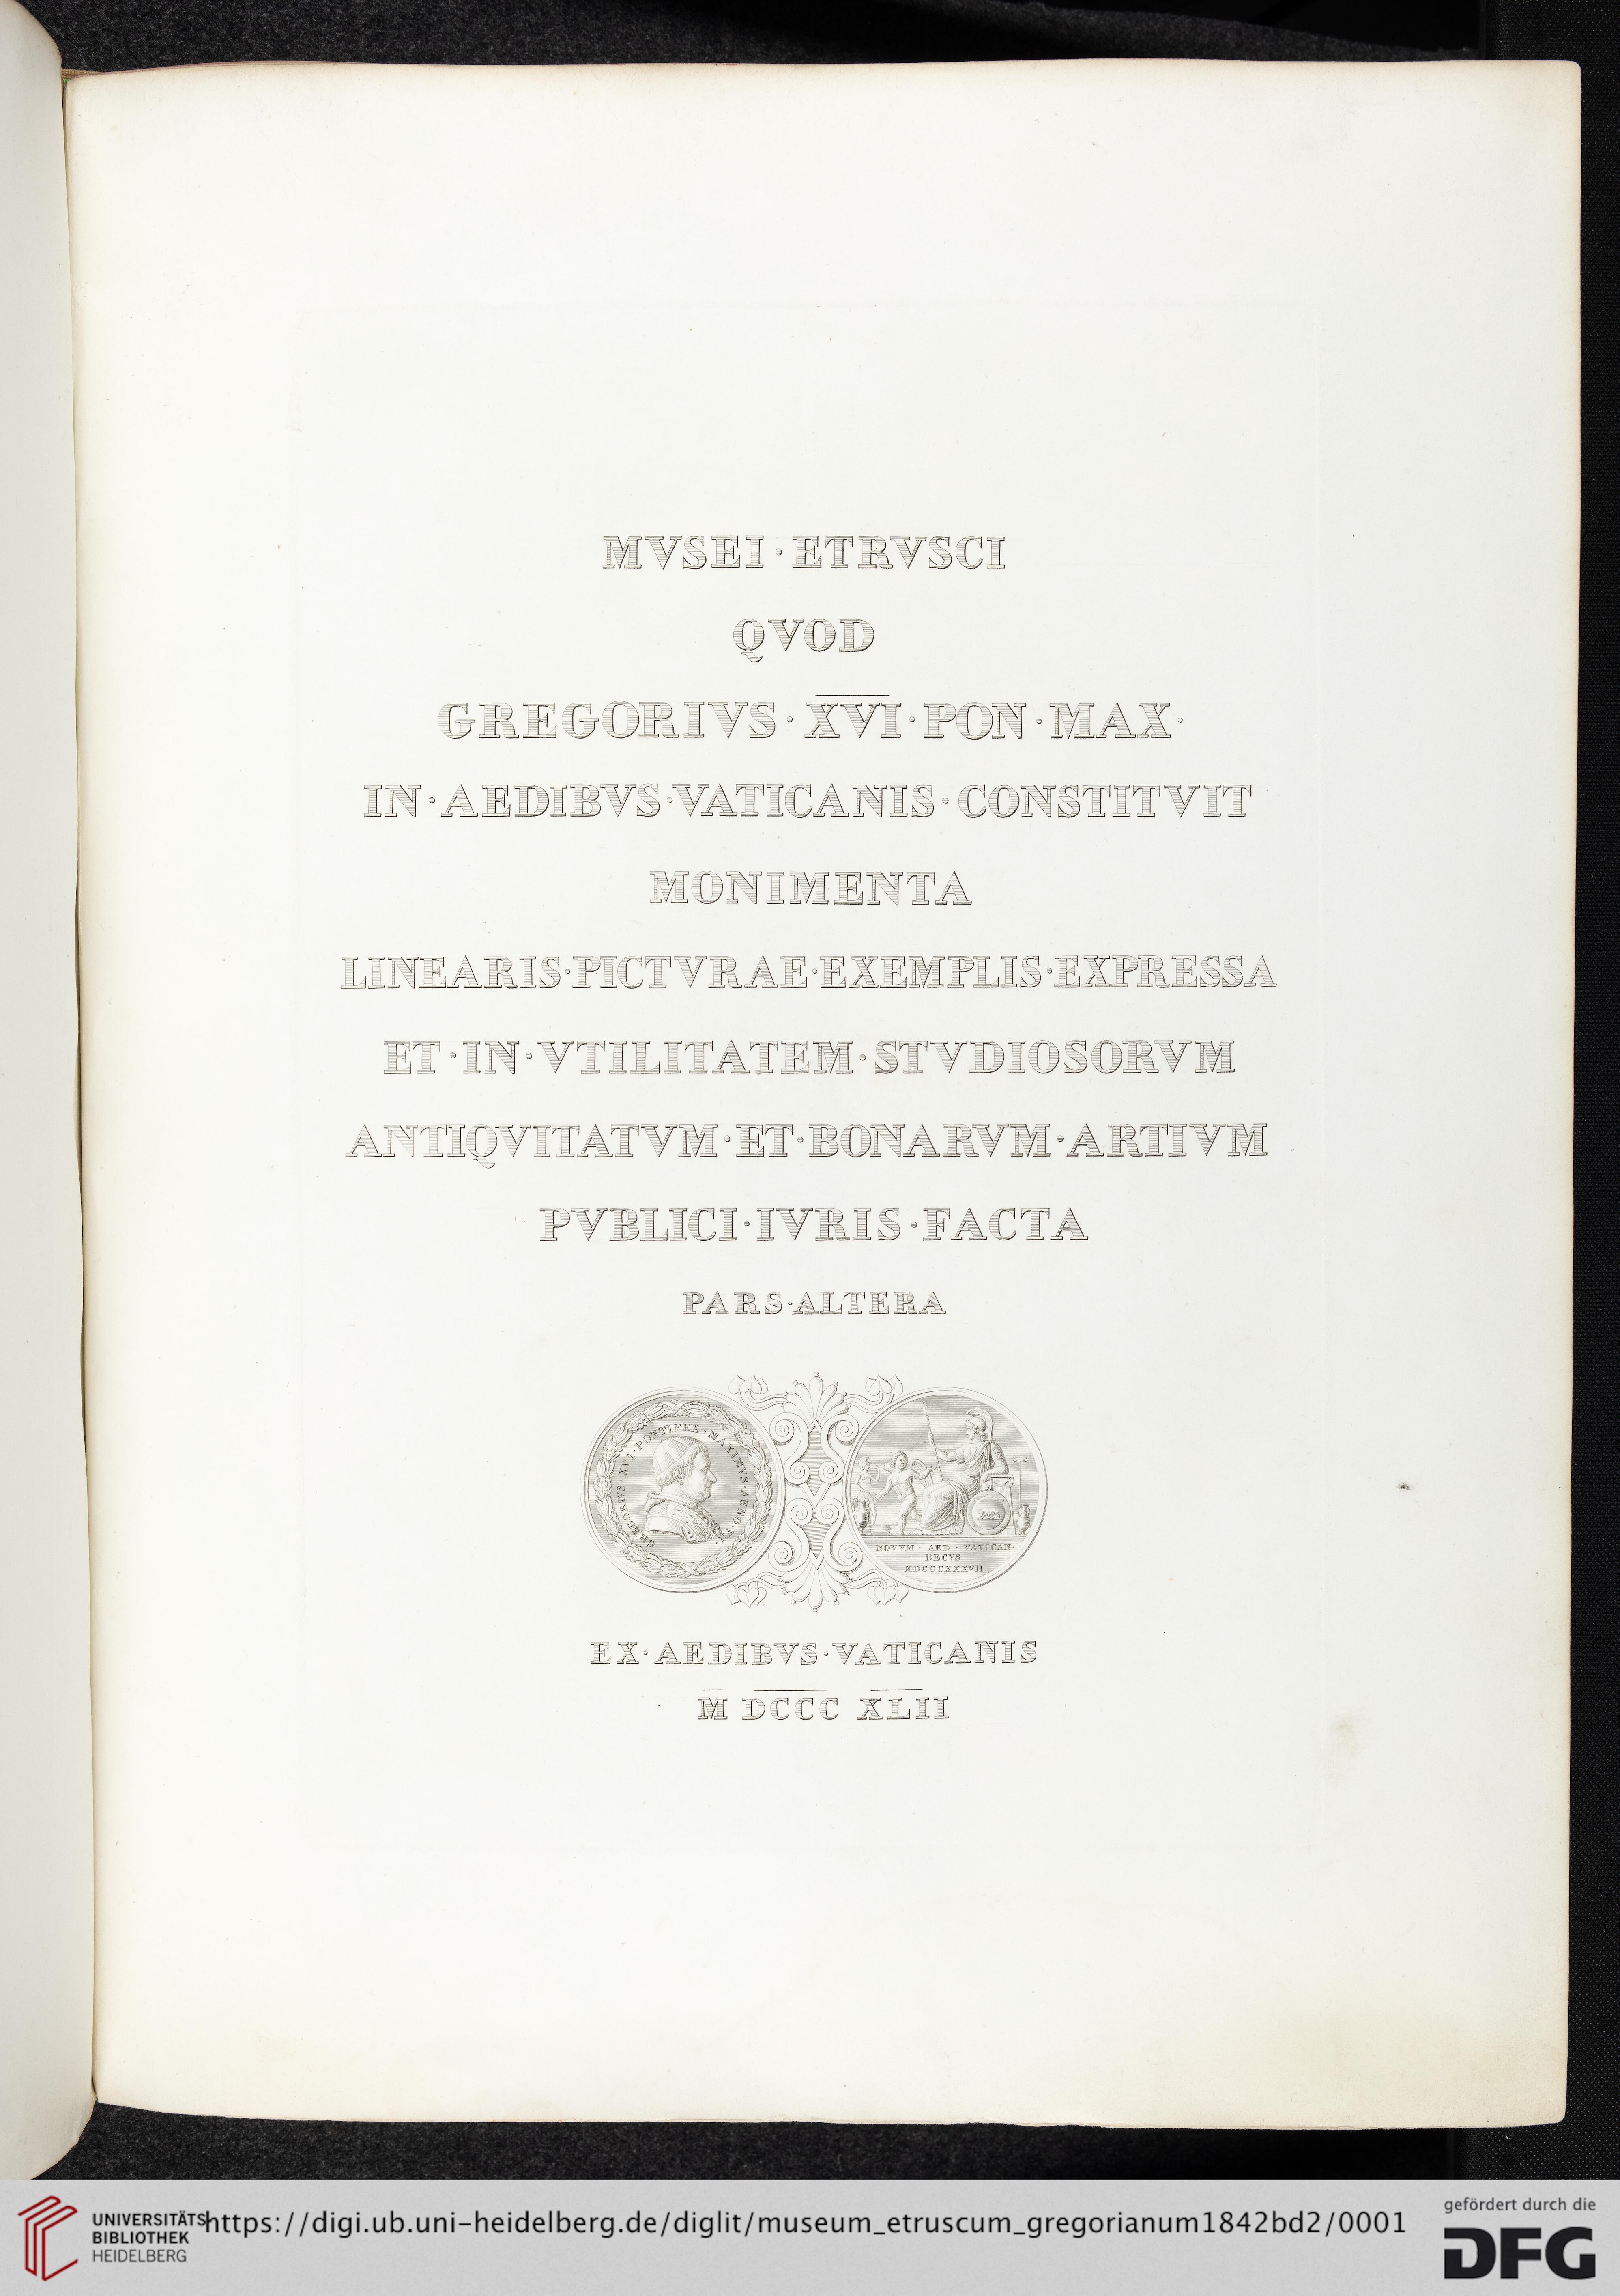 MVSEI · ETRVSCI
QVOD
GREGORIVS · XVI · PON · MAX ·
IN · AEDIBVS · VATICANIS · CONSTITVIT
MONIMENTA
LINEARIS · PICTVRAE · EXEMPLIS · EXPRESSA
ET · IN · VTILITATEM · STVDIOSORVM
ANTIQVITATVM · ET · BONARVM · ARTIVM
PVBLICI · IVRIS · FACTA
PARS · ALTERA
GREGORIVS · XVI · PONTIFEX · MAXIMVS · ANNO · VII ·
NOVVM · AED · VATICAN ·
DECVS
MDCCCXXXVII
EX · AEDIBVS · VATICANIS
M DCCC XLII
UNIVERSITÄTS
BIBLIOTHEK
HEIDELBERG
https://digi.ub.uni-heidelberg.de/diglit/museum_etruscum_gregorianum1842bd2/0001
gefördert durch die
DFG